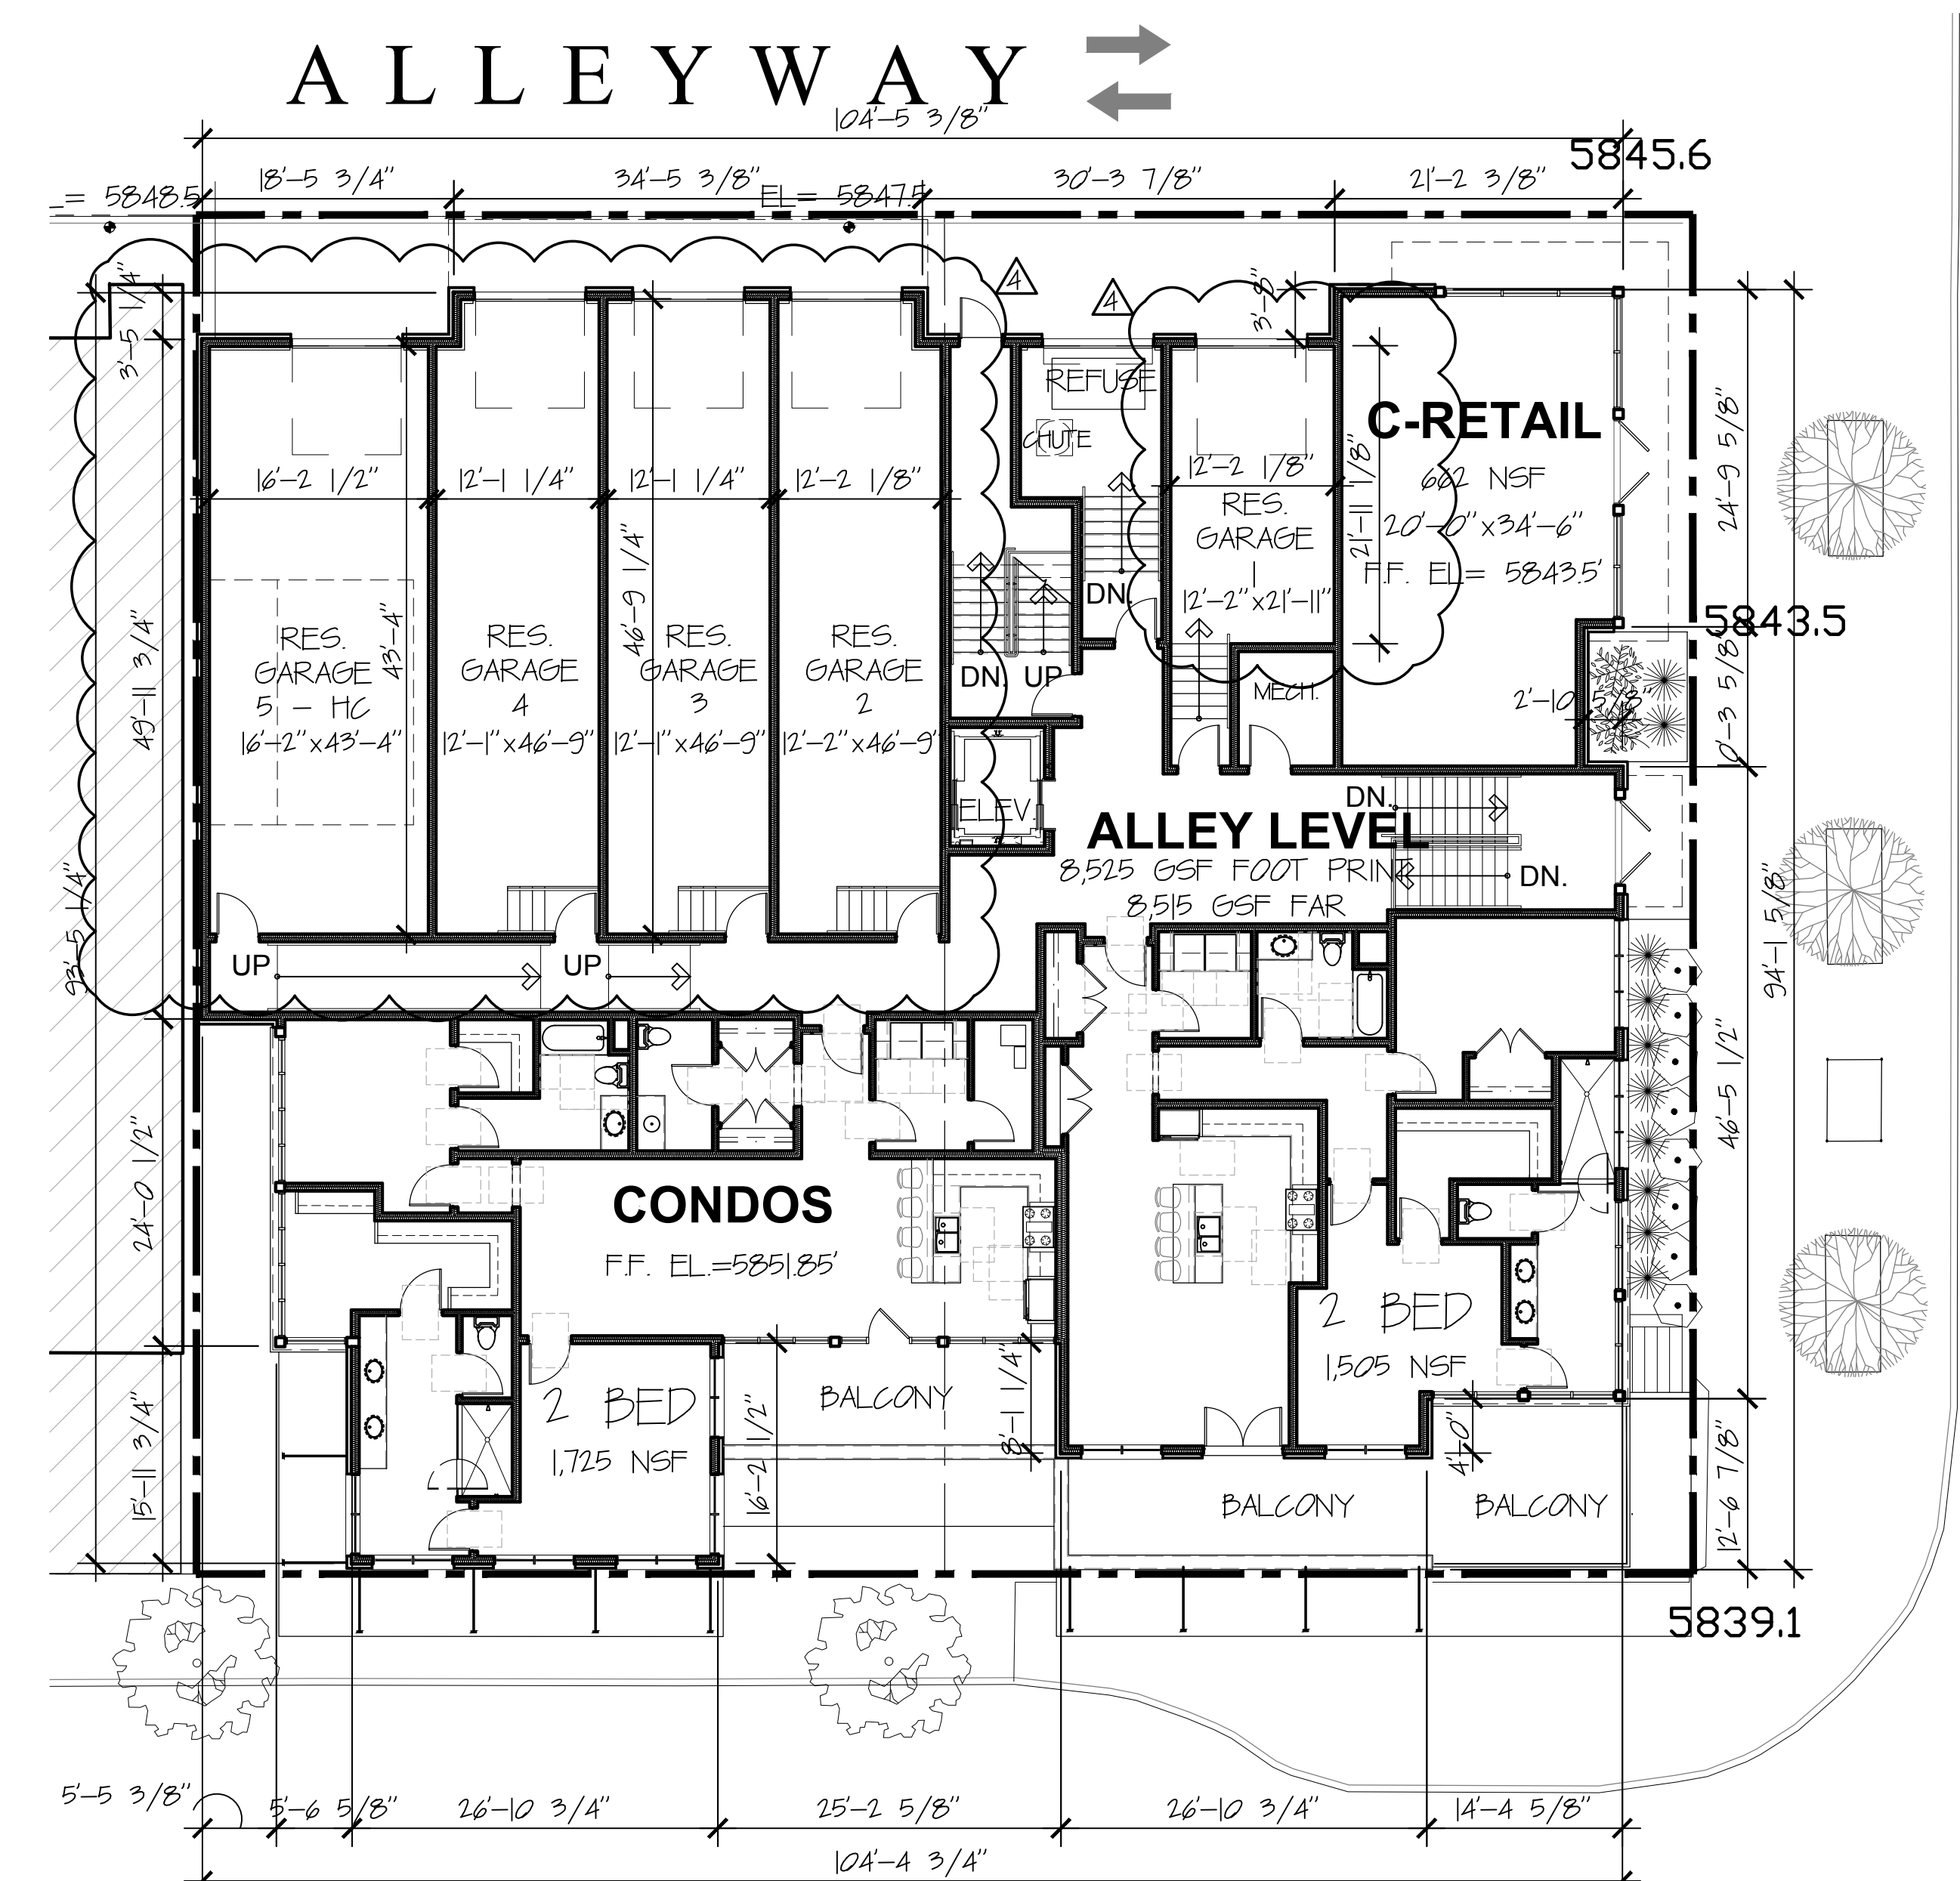 ALLEYWAY
104'-5 3/8"
5845.6
18'-5 3/4"
34'-5 3/8"
30'-3 7/8"
21'-2 3/8"
= 5848.5
EL= 5847.5
3'-5 1/4"
4
4
3'-8"
REFUSE
CHUTE
C-RETAIL
662 NSF
20'-0"x34'-6"
F.F. EL= 5843.5'
24'-9 5/8"
16'-2 1/2"
12'-1 1/4"
12'-1 1/4"
12'-2 1/8"
12'-2 1/8"
RES.
GARAGE
1
12'-2"x21'-11"
21'-11 1/8"
46'-9 1/4"
43'-4"
49'-11 3/4"
DN.
5843.5
RES.
GARAGE
5 - HC
16'-2"x43'-4"
RES.
GARAGE
4
12'-1"x46'-9"
RES.
GARAGE
3
12'-1"x46'-9"
RES.
GARAGE
2
12'-2"x46'-9"
DN.
UP
MECH.
2'-10 5/8"
10'-3 5/8"
ELEV.
DN.
ALLEY LEVEL
8,525 GSF FOOT PRINT
8,515 GSF FAR
DN.
93'-5 1/4"
94'-1 5/8"
UP
UP
46'-5 1/2"
24'-0 1/2"
CONDOS
F.F. EL.=5851.85'
2 BED
1,505 NSF
2 BED
1,725 NSF
BALCONY
8'-1 1/4"
16'-2 1/2"
15'-11 3/4"
4'-0"
12'-6 7/8"
BALCONY
BALCONY
5839.1
5'-5 3/8"
5'-6 5/8"
26'-10 3/4"
25'-2 5/8"
26'-10 3/4"
14'-4 5/8"
104'-4 3/4"